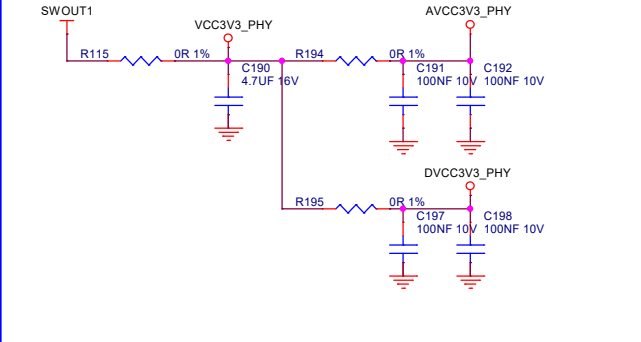 SWOUT1
AVCC3V3_PHY
VCC3V3_PHY
R115 0R 1% R194 0R 1%
C190 C191 C192
4.7UF 16V 100NF 10V 100NF 10V
DVCC3V3_PHY
R195 0R 1%
C197 C198
100NF 10V 100NF 10V